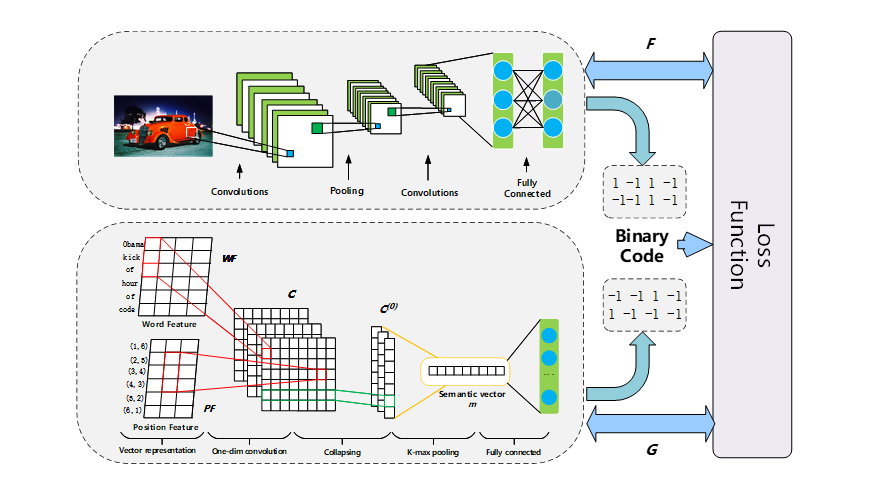 F
Convolutions
Pooling
Convolutions
Fully
Connected
1 -1 1 -1
-1-1 1 -1
Binary
Code
Loss
Function
-1 -1 1 -1
1 -1 -1 -1
G
Obama
kick
of
hour
of
code
WF
Word Feature
C
C(0)
(1, 6)
(2, 5)
(3, 4)
(4, 3)
(5, 2)
(6, 1)
PF
Position Feature
Semantic vector
m
...
Vector representation
One-dim convolution
Collapsing
K-max pooling
Fully connected